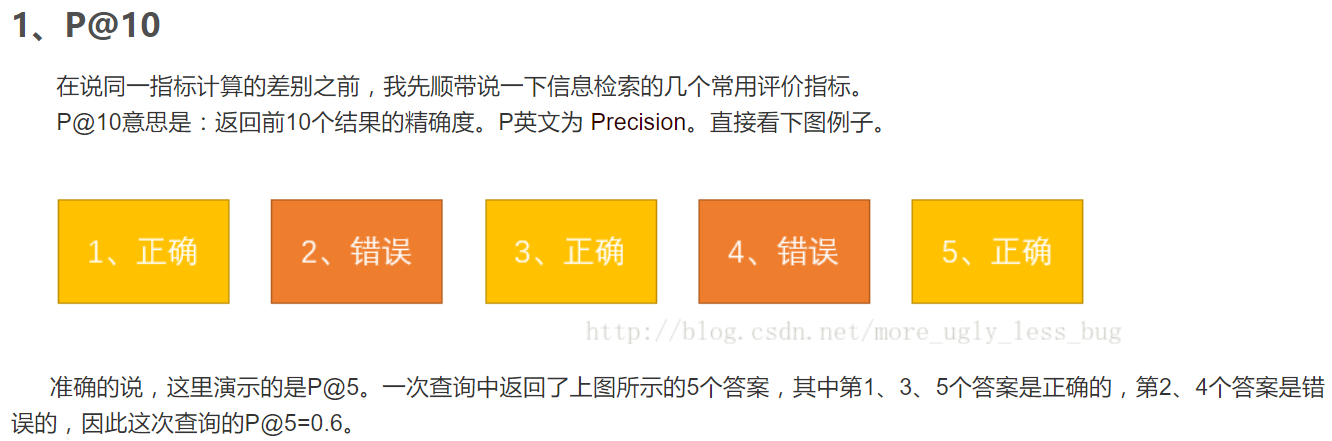 1、P@10
在说同一指标计算的差别之前，我先顺带说一下信息检索的几个常用评价指标。
P@10意思是：返回前10个结果的精确度。P英文为 Precision。直接看下图例子。
1、正确
2、错误
3、正确
4、错误
5、正确
http://blog.csdn.net/more_ugly_less_bug
准确的说，这里演示的是P@5。一次查询中返回了上图所示的5个答案，其中第1、3、5个答案是正确的，第2、4个答案是错
误的，因此这次查询的P@5=0.6。